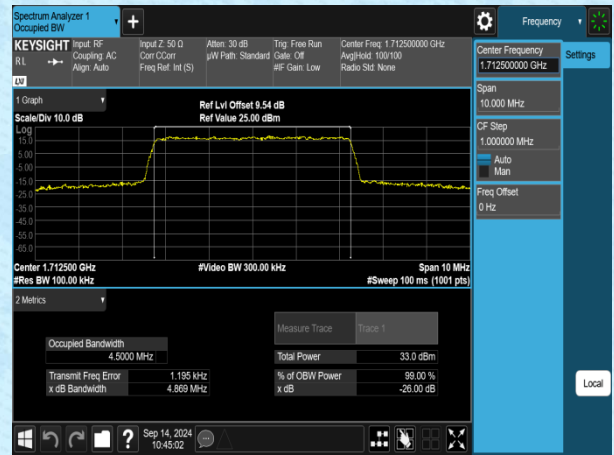 Spectrum Analyzer 1
Occupied BW
Frequency
KEYSIGHT
Input: RF
Input Z: 50 Ω
Atten: 30 dB
Trig: Free Run
Center Freq: 1.712500000 GHz
RL
Coupling: AC
Corr CCorr
µW Path: Standard
Gate: Off
Avg|Hold: 100/100
Align: Auto
Freq Ref: Int (S)
#IF Gain: Low
Radio Std: None
LXI
Center Frequency
1.712500000 GHz
Settings
Span
10.000 MHz
CF Step
1.000000 MHz
Auto
Man
Freq Offset
0 Hz
1 Graph
Ref Lvl Offset 9.54 dB
Scale/Div 10.0 dB
Ref Value 25.00 dBm
Log
15.0
5.00
-5.00
-15.0
-25.0
-35.0
-45.0
-55.0
-65.0
Center 1.712500 GHz
#Video BW 300.00 kHz
Span 10 MHz
#Res BW 100.00 kHz
#Sweep 100 ms (1001 pts)
2 Metrics
Measure Trace
Trace 1
Occupied Bandwidth
4.5000 MHz
Total Power
33.0 dBm
Transmit Freq Error
1.195 kHz
% of OBW Power
99.00 %
x dB Bandwidth
4.869 MHz
x dB
-26.00 dB
Local
?
Sep 14, 2024
10:45:02